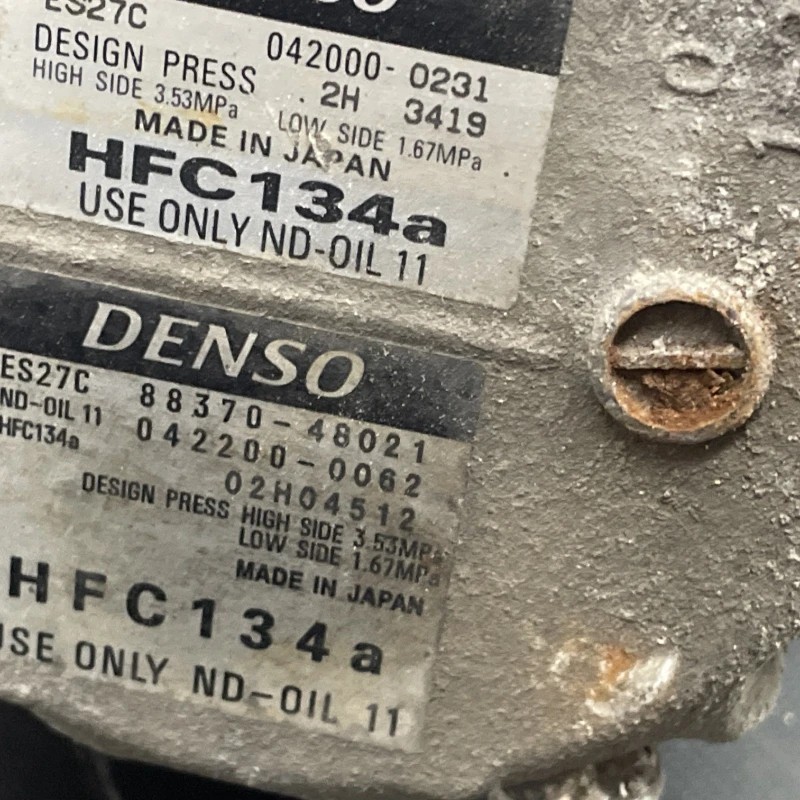 ES27C 042000-0231
DESIGN PRESS 2H 3419
HIGH SIDE 3.53MPa LOW SIDE 1.67MPa
MADE IN JAPAN
HFC134a
USE ONLY ND-OIL 11
DENSO
ES27C 88370-48021
ND-OIL 11 042200-0062
HFC134a 02H04512
DESIGN PRESS HIGH SIDE 3.53MPa
LOW SIDE 1.67MPa
MADE IN JAPAN
HFC134a
USE ONLY ND-OIL 11